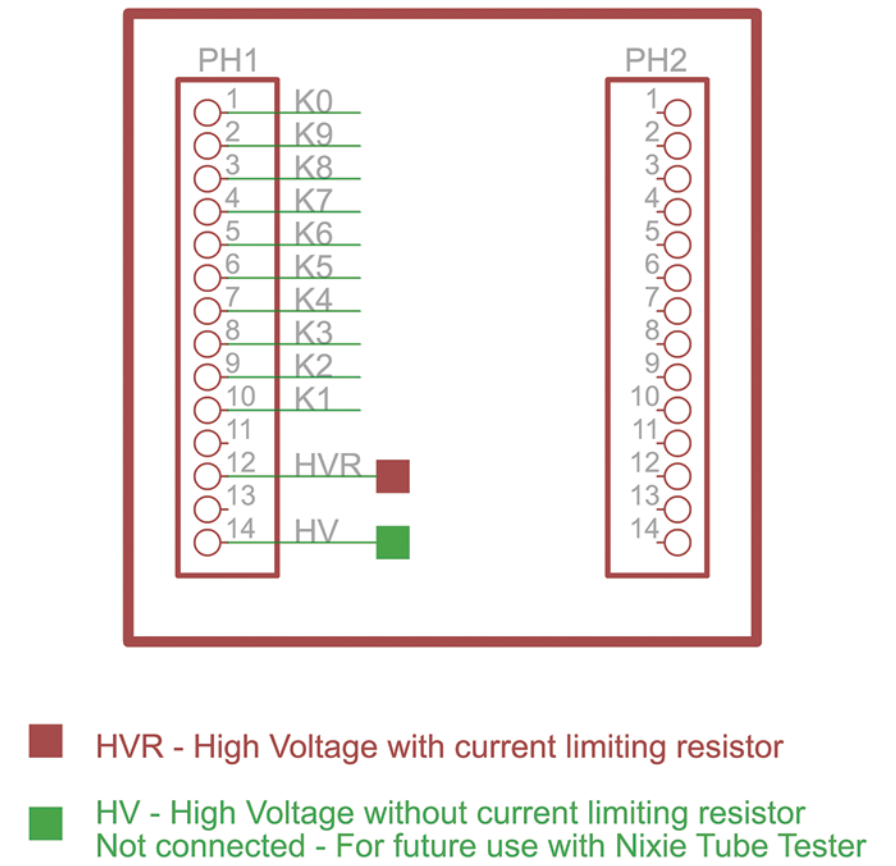 PH1 PH2
1 K0 1
2 K9 2
3 K8 3
4 K7 4
5 K6 5
6 K5 6
7 K4 7
8 K3 8
9 K2 9
10 K1 10
11 11
12 HVR 12
13 13
14 HV 14
HVR - High Voltage with current limiting resistor
HV - High Voltage without current limiting resistor
Not connected - For future use with Nixie Tube Tester